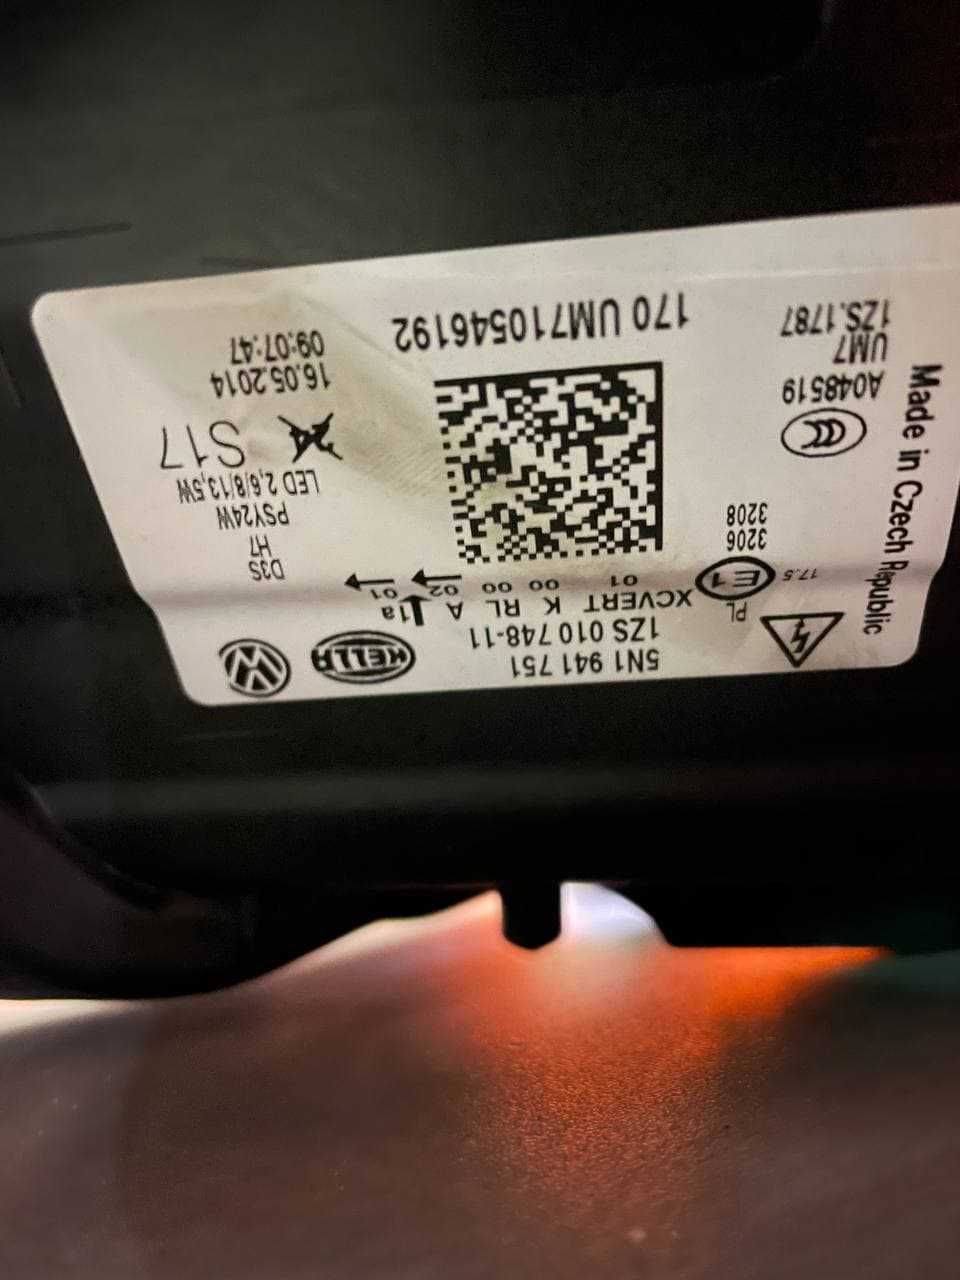 5N1 941 751
1ZS 010 748-11
XCVERT K RL A 1a
01 00 00 02 01
HELLA
PL
E1
17.5
3206
3208
D3S
H7
PSY24W
LED 2,6/8/13,5W
S17
16.05.2014
09:07:47
A048519
UM7
1ZS.1787
170 UM710546192
Made in Czech Republic